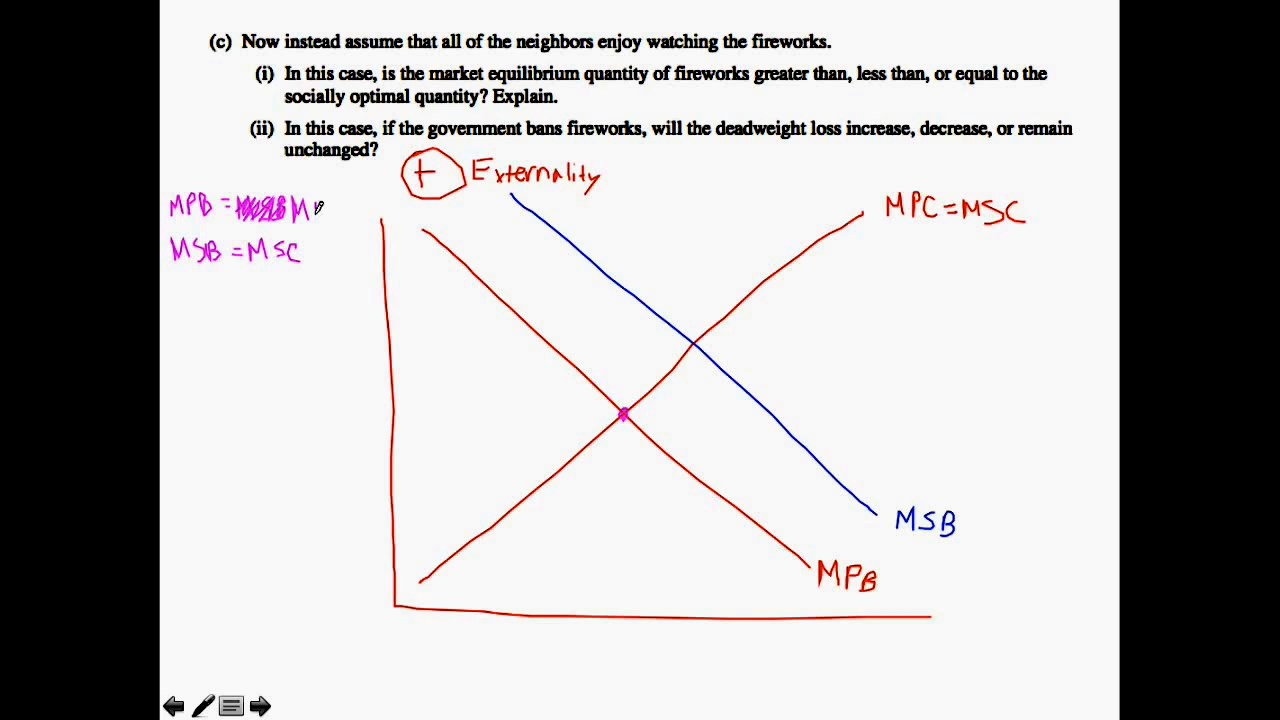 (c) Now instead assume that all of the neighbors enjoy watching the fireworks.
(i) In this case, is the market equilibrium quantity of fireworks greater than, less than, or equal to the
socially optimal quantity? Explain.
(ii) In this case, if the government bans fireworks, will the deadweight loss increase, decrease, or remain
unchanged?
+ Externality
MPB = M
MSB = MSC
MPC = MSC
MSB
MPB